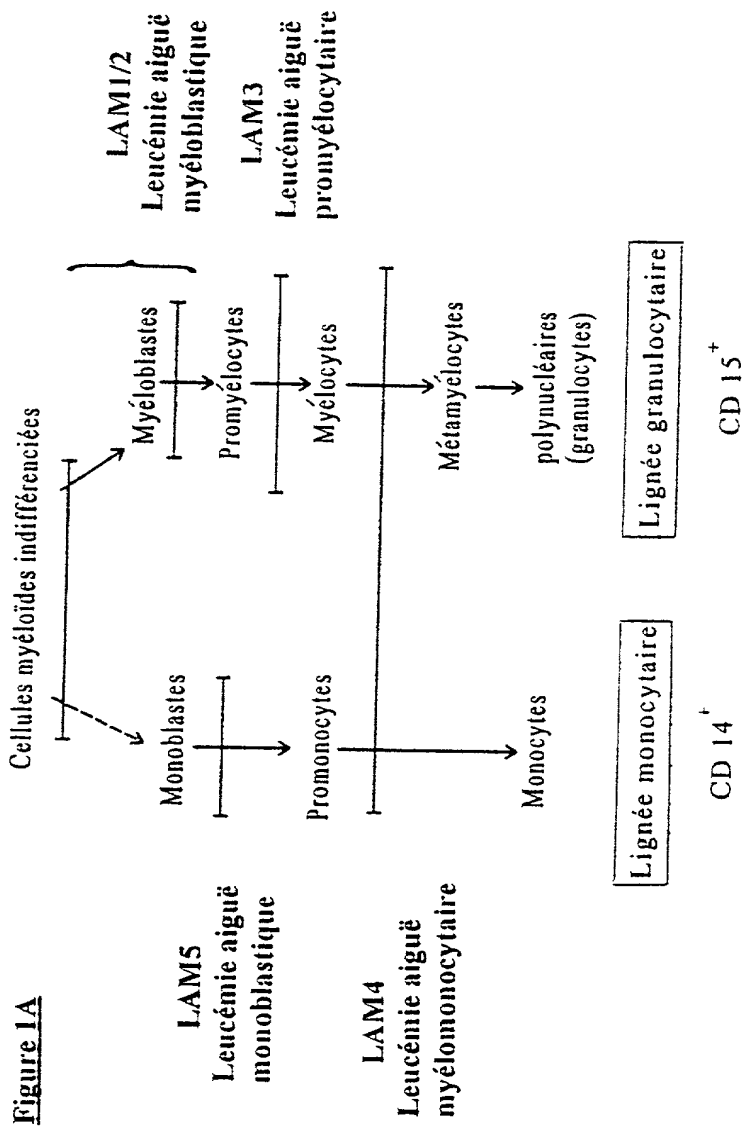 Figure 1A
Cellules myéloïdes indifférenciées
LAM1/2
Leucémie aiguë
myéloblastique
Monoblastes
Myéloblastes
LAM5
Leucémie aiguë
monoblastique
Promyélocytes
LAM3
Leucémie aiguë
promyélocytaire
Promonocytes
Myélocytes
LAM4
Leucémie aiguë
myélomonocytaire
Métamyélocytes
Monocytes
polynucléaires
(granulocytes)
Lignée monocytaire
Lignée granulocytaire
CD 14+
CD 15+